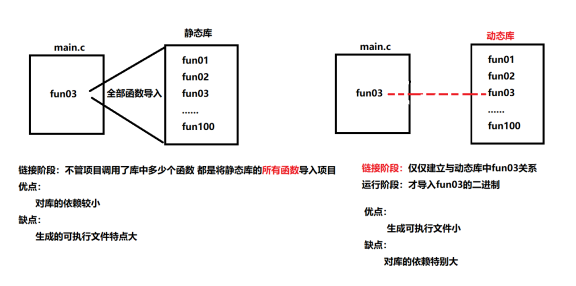 静态库
main.c
fun01
fun02
fun03
全部函数导入
fun03
......
fun100
链接阶段：不管项目调用了库中多少个函数 都是将静态库的所有函数导入项目
优点：
对库的依赖较小
缺点：
生成的可执行文件特点大
动态库
main.c
fun01
fun02
fun03
fun03
......
fun100
链接阶段：仅仅建立与动态库中fun03关系
运行阶段：才导入fun03的二进制
优点：
生成可执行文件小
缺点：
对库的依赖特别大